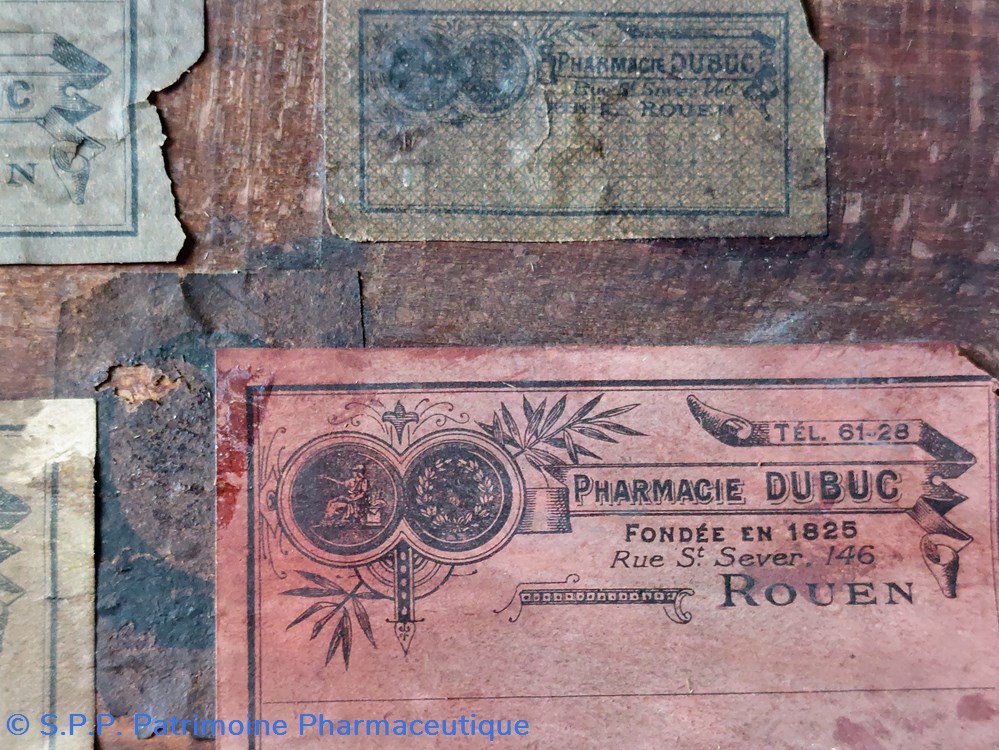 C
N
PHARMACIE DUBUC
Rue St Sever, 146
ROUEN
TÉL. 61-28
PHARMACIE DUBUC
FONDÉE EN 1825
Rue St Sever, 146
ROUEN
© S.P.P. Patrimoine Pharmaceutique